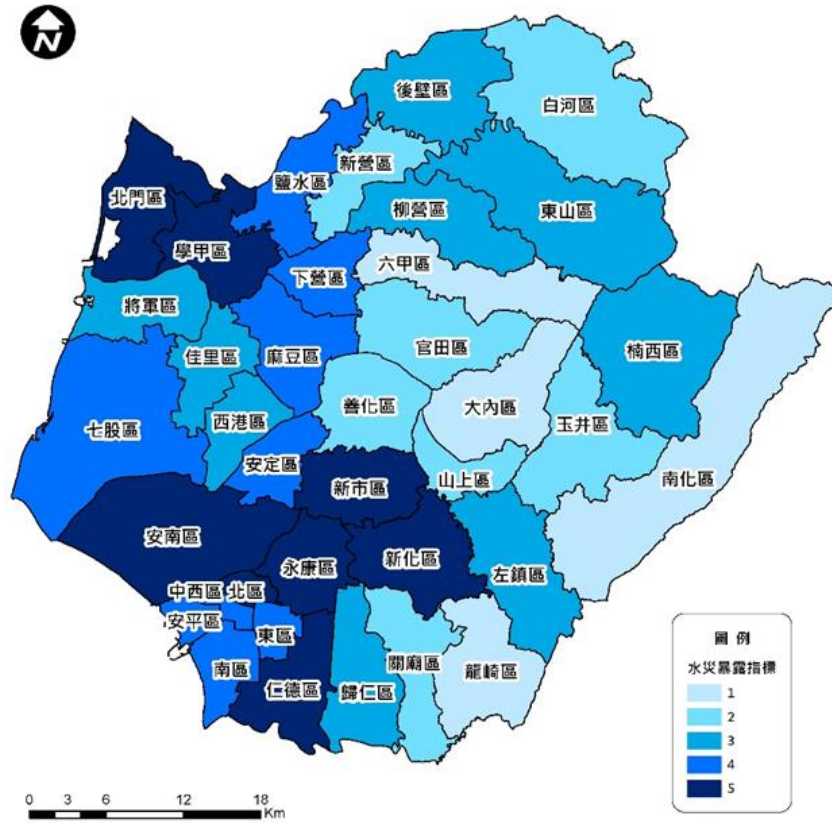 N
後壁區
白河區
新營區
鹽水區
北門區
柳營區
東山區
學甲區
六甲區
下營區
將軍區
官田區
楠西區
佳里區
麻豆區
善化區
大內區
西港區
玉井區
七股區
安定區
新市區
山上區
南化區
安南區
永康區
新化區
左鎮區
中西區
北區
安平區
東區
南區
關廟區
龍崎區
仁德區
歸仁區
圖 例
水災暴露指標
1
2
3
4
5
0 3 6 12 18
Km